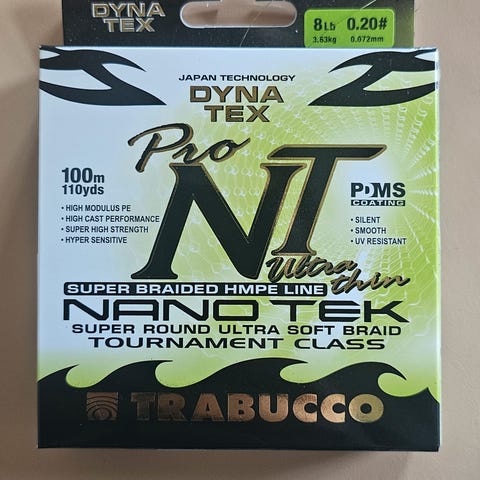 DYNA
TEX
8LB 0.20#
3.63kg 0.072mm
JAPAN TECHNOLOGY
DYNA
TEX
Pro
NT
Ultra
thin
100m
110yds
• HIGH MODULUS PE
• HIGH CAST PERFORMANCE
• SUPER HIGH STRENGTH
• HYPER SENSITIVE
PDMS
COATING
• SILENT
• SMOOTH
• UV RESISTANT
SUPER BRAIDED HMPE LINE
NANO TEK
SUPER ROUND ULTRA SOFT BRAID
TOURNAMENT CLASS
TRABUCCO